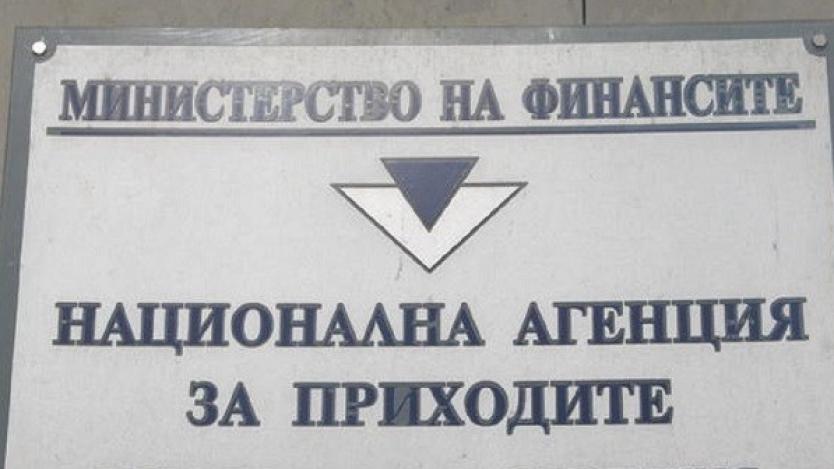 МИНИСТЕРСТВО НА ФИНАНСИТЕ
НАЦИОНАЛНА АГЕНЦИЯ
ЗА ПРИХОДИТЕ